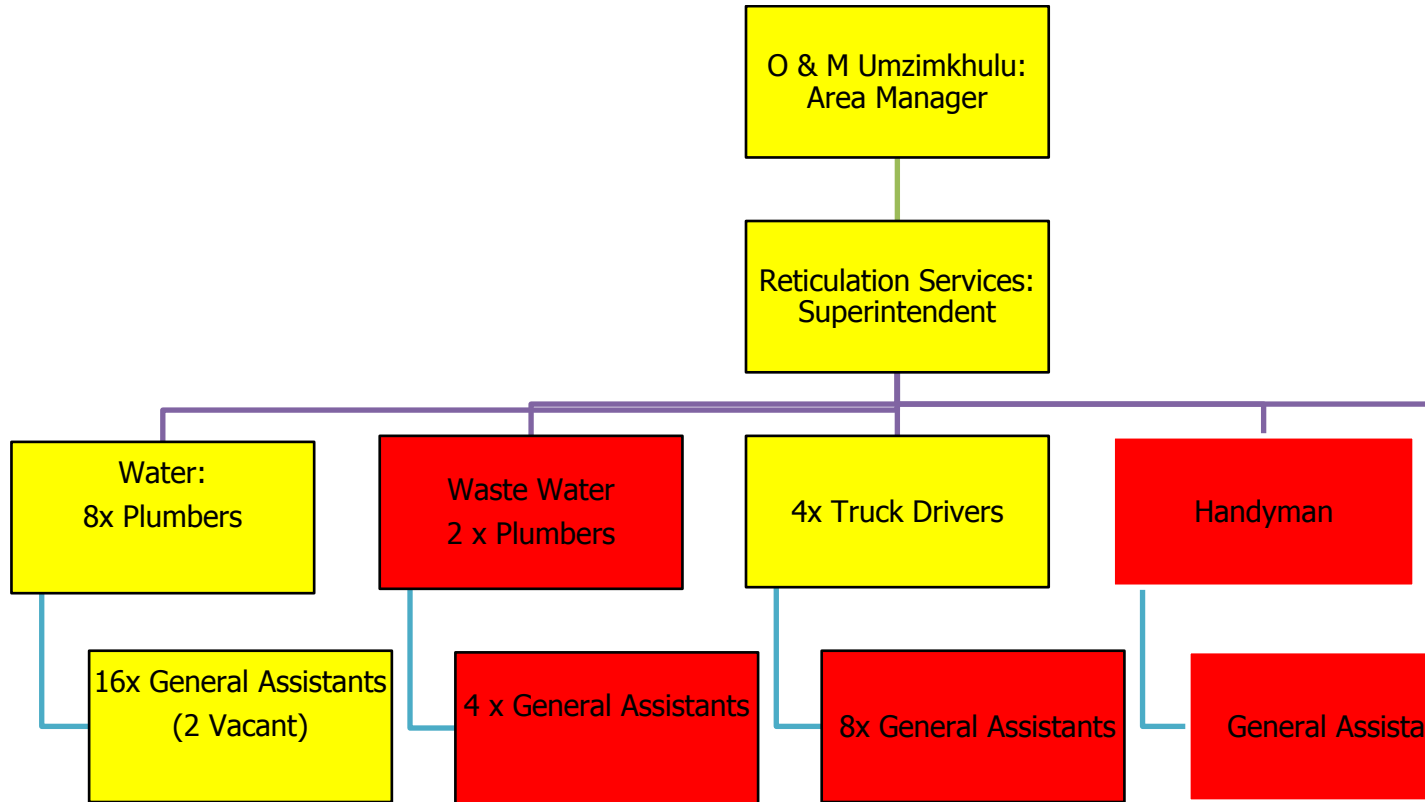 O & M Umzimkhulu:
Area Manager
Reticulation Services:
Superintendent
Water:
8x Plumbers
Waste Water
2 x Plumbers
4x Truck Drivers
Handyman
16x General Assistants
(2 Vacant)
4 x General Assistants
8x General Assistants
General